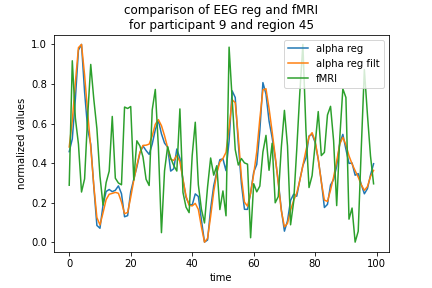 comparison of EEG reg and fMRI
for participant 9 and region 45
alpha reg
alpha reg filt
fMRI
normalized values
1.0
0.8
0.6
0.4
0.2
0.0
0 20 40 60 80 100
time